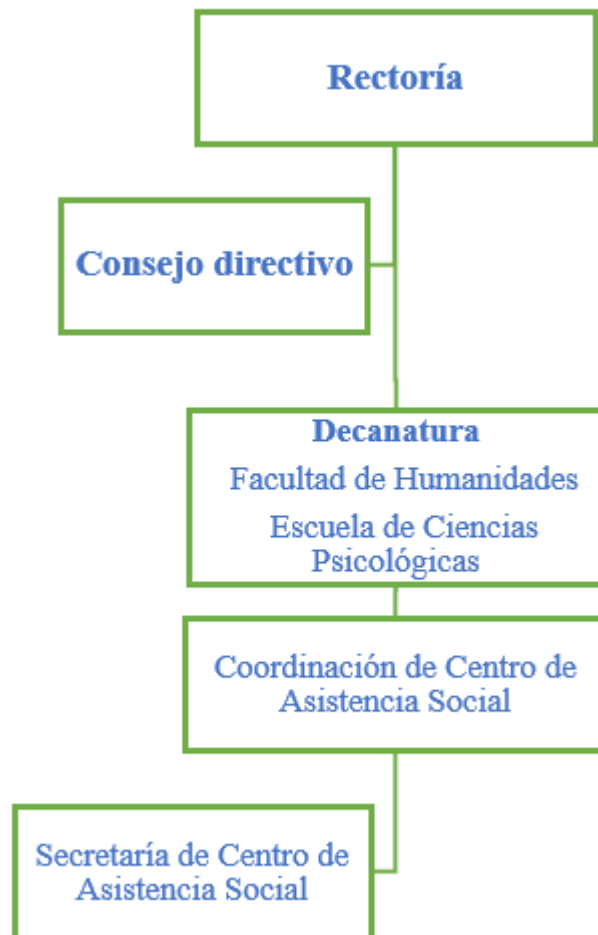 Rectoría
Consejo directivo
Decanatura
Facultad de Humanidades
Escuela de Ciencias
Psicológicas
Coordinación de Centro de
Asistencia Social
Secretaría de Centro de
Asistencia Social